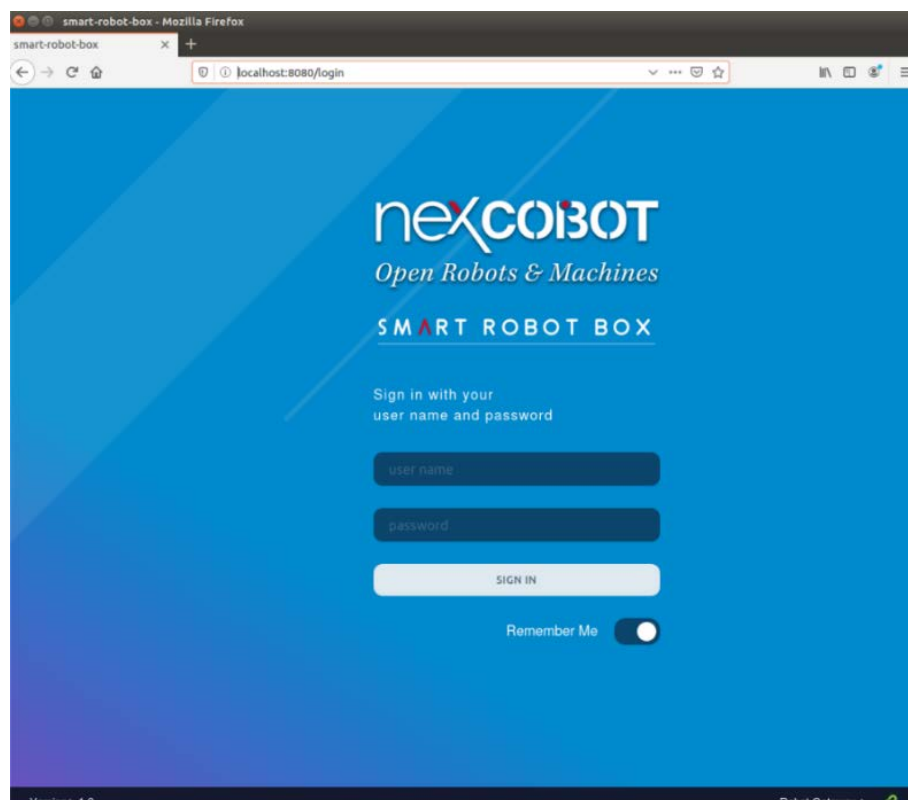 smart-robot-box - Mozilla Firefox
smart-robot-box
localhost:8080/login
nexCOBOT
Open Robots & Machines
SMART ROBOT BOX
Sign in with your
user name and password
user name
password
SIGN IN
Remember Me